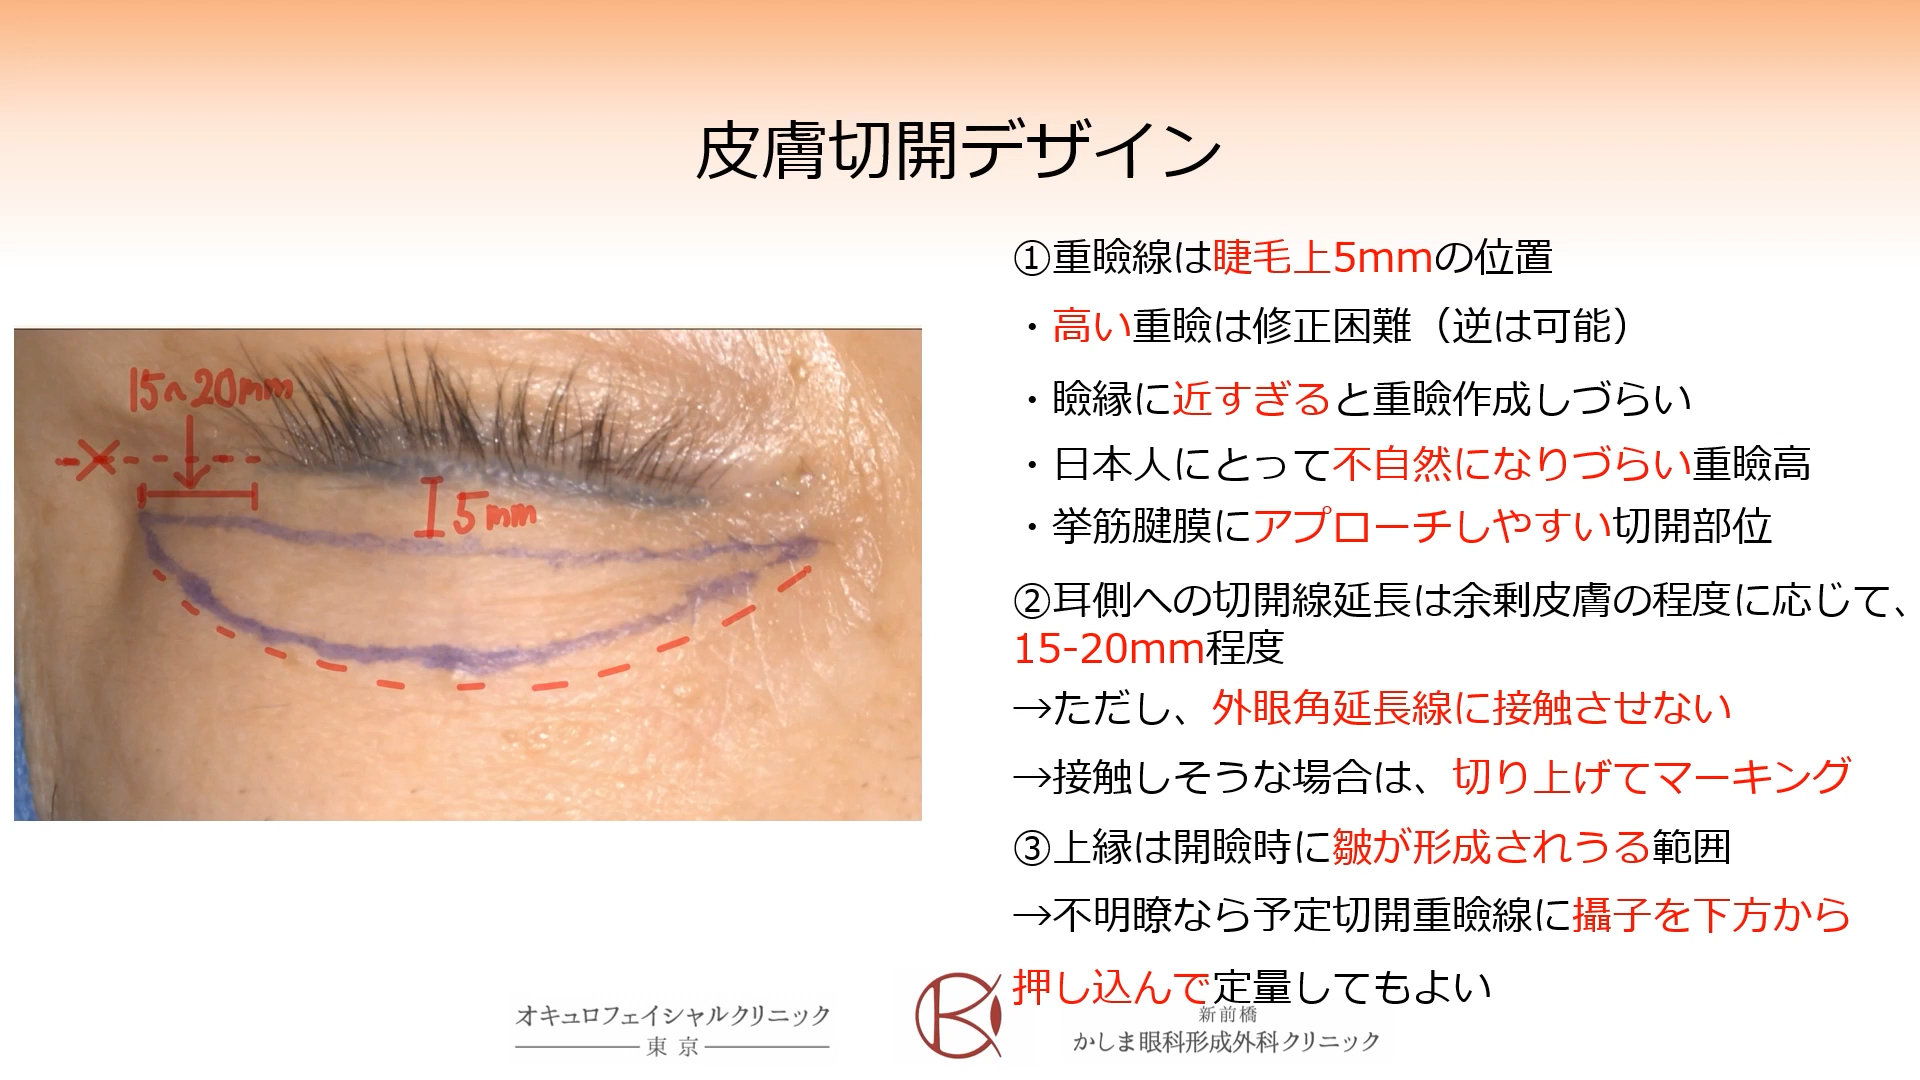 皮膚切開デザイン
15~20mm
5mm
①重瞼線は睫毛上5mmの位置
・高い重瞼は修正困難（逆は可能）
・瞼縁に近すぎると重瞼作成しづらい
・日本人にとって不自然になりづらい重瞼高
・挙筋腱膜にアプローチしやすい切開部位
②耳側への切開線延長は余剰皮膚の程度に応じて、
15-20mm程度
→ただし、外眼角延長線に接触させない
→接触しそうな場合は、切り上げてマーキング
③上縁は開瞼時に皺が形成されうる範囲
→不明瞭なら予定切開重瞼線に攝子を下方から
押し込んで定量してもよい
オキュロフェイシャルクリニック
東京
新前橋
かしま眼科形成外科クリニック